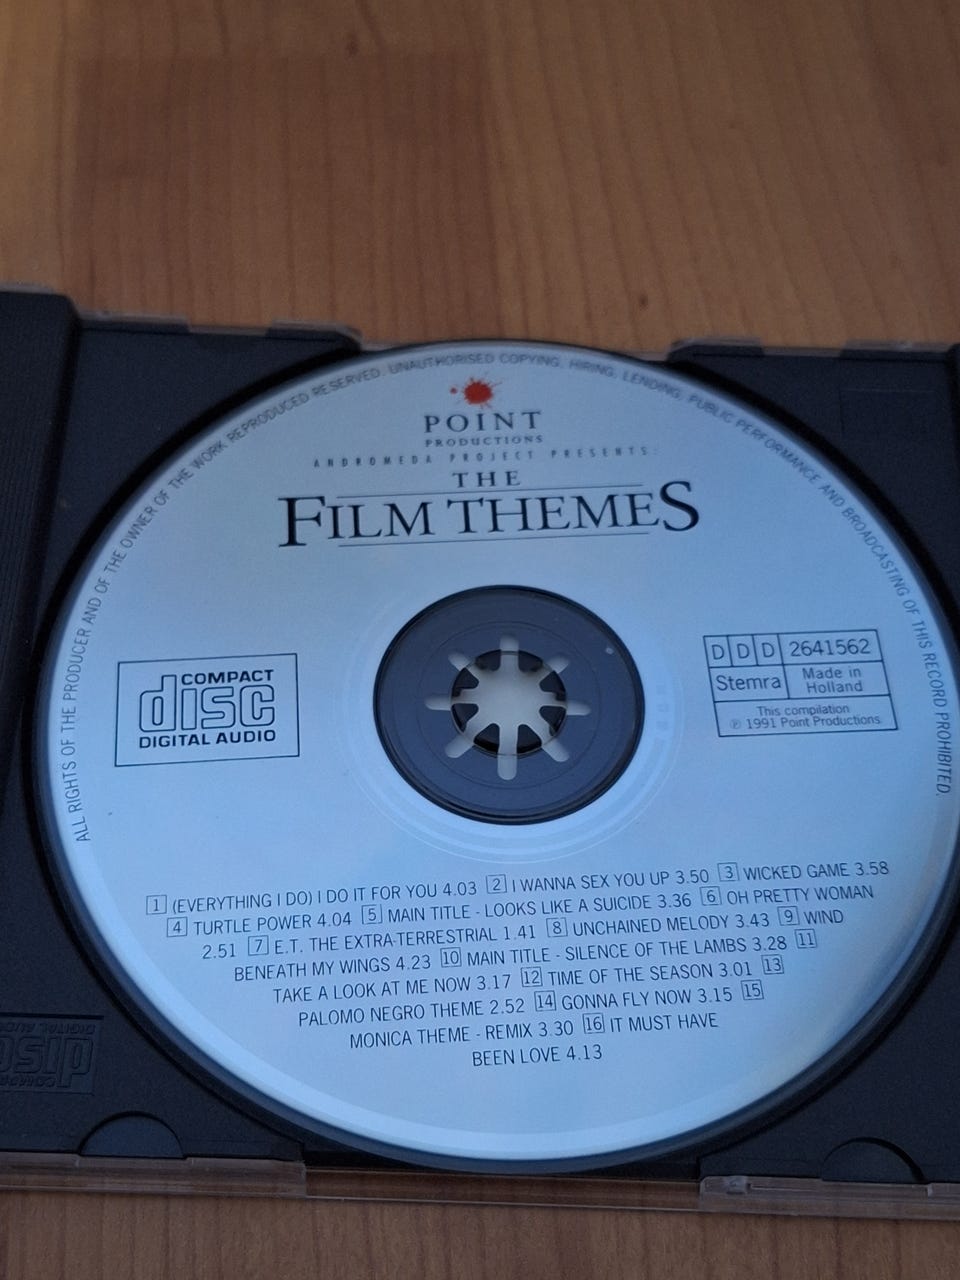 ALL RIGHTS OF THE PRODUCER AND OF THE OWNER OF THE WORK REPRODUCED RESERVED. UNAUTHORISED COPYING, HIRING, LENDING, PUBLIC PERFORMANCE AND BROADCASTING OF THIS RECORD PROHIBITED.
POINT
PRODUCTIONS
ANDROMEDA PROJECT PRESENTS:
THE
FILM THEMES
COMPACT
disc
DIGITAL AUDIO
D D D 2641562
Stemra Made in Holland
This compilation
℗ 1991 Point Productions
1 (EVERYTHING I DO) I DO IT FOR YOU 4.03 2 I WANNA SEX YOU UP 3.50 3 WICKED GAME 3.58
4 TURTLE POWER 4.04 5 MAIN TITLE - LOOKS LIKE A SUICIDE 3.36 6 OH PRETTY WOMAN
2.51 7 E.T. THE EXTRA-TERRESTRIAL 1.41 8 UNCHAINED MELODY 3.43 9 WIND
BENEATH MY WINGS 4.23 10 MAIN TITLE - SILENCE OF THE LAMBS 3.28 11
TAKE A LOOK AT ME NOW 3.17 12 TIME OF THE SEASON 3.01 13
PALOMO NEGRO THEME 2.52 14 GONNA FLY NOW 3.15 15
MONICA THEME - REMIX 3.30 16 IT MUST HAVE
BEEN LOVE 4.13
COMPACT
disc
DIGITAL AUDIO